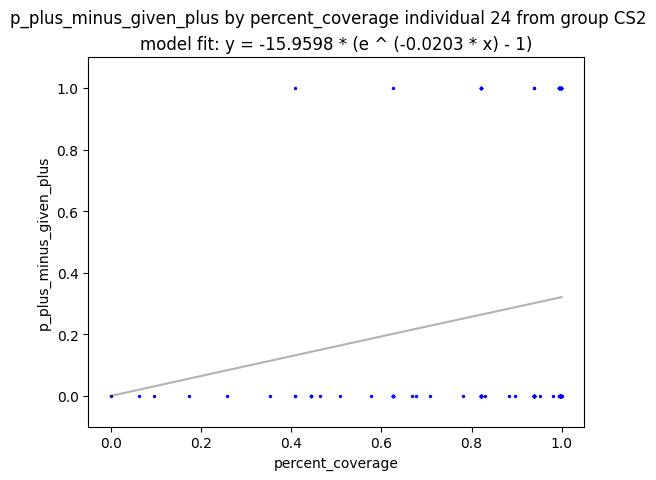 p_plus_minus_given_plus by percent_coverage individual 24 from group CS2
model fit: y = -15.9598 * (e ^ (-0.0203 * x) - 1)
1.0
0.8
0.6
0.4
0.2
0.0
p_plus_minus_given_plus
0.0 0.2 0.4 0.6 0.8 1.0
percent_coverage